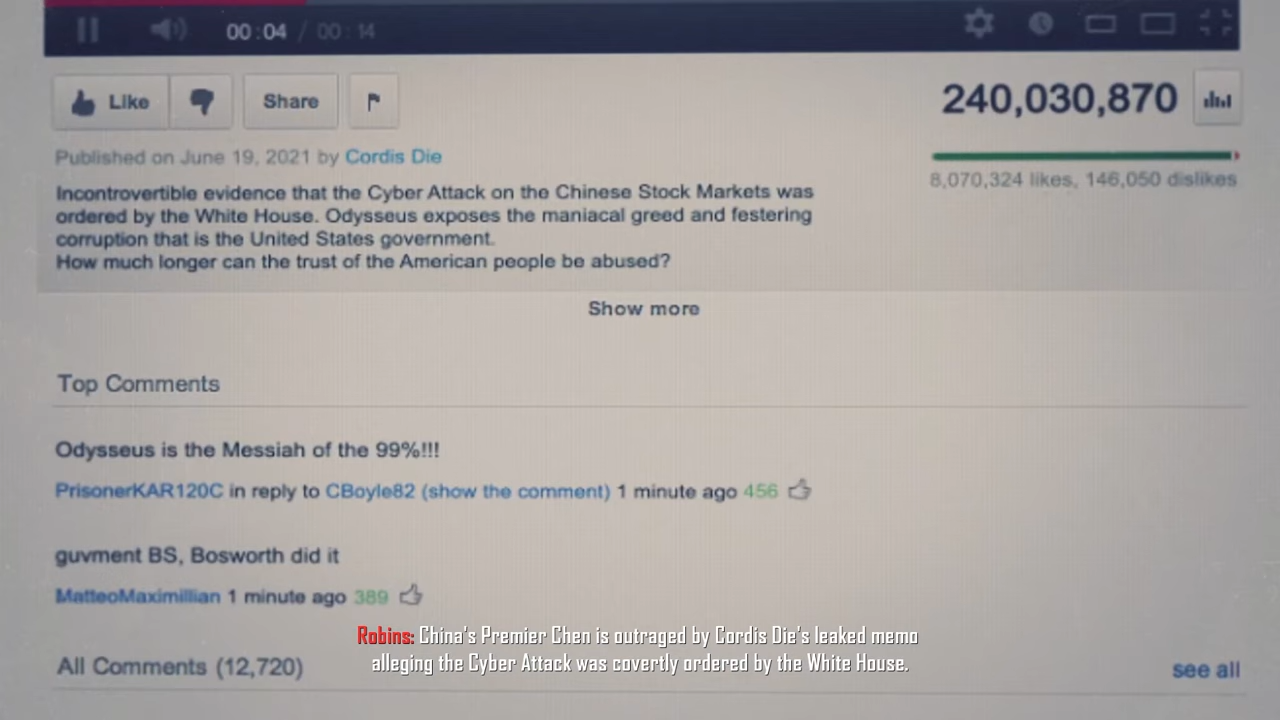 00:04 / 00:14
Like
Share
240,030,870
Published on June 19, 2021 by Cordis Die
8,070,324 likes, 146,050 dislikes
Incontrovertible evidence that the Cyber Attack on the Chinese Stock Markets was
ordered by the White House. Odysseus exposes the maniacal greed and festering
corruption that is the United States government.
How much longer can the trust of the American people be abused?
Show more
Top Comments
Odysseus is the Messiah of the 99%!!!
PrisonerKAR120C in reply to CBoyle82 (show the comment) 1 minute ago 456
guvment BS, Bosworth did it
MatteoMaximillian 1 minute ago 389
Robins: China's Premier Chen is outraged by Cordis Die's leaked memo
alleging the Cyber Attack was covertly ordered by the White House.
All Comments (12,720)
see all